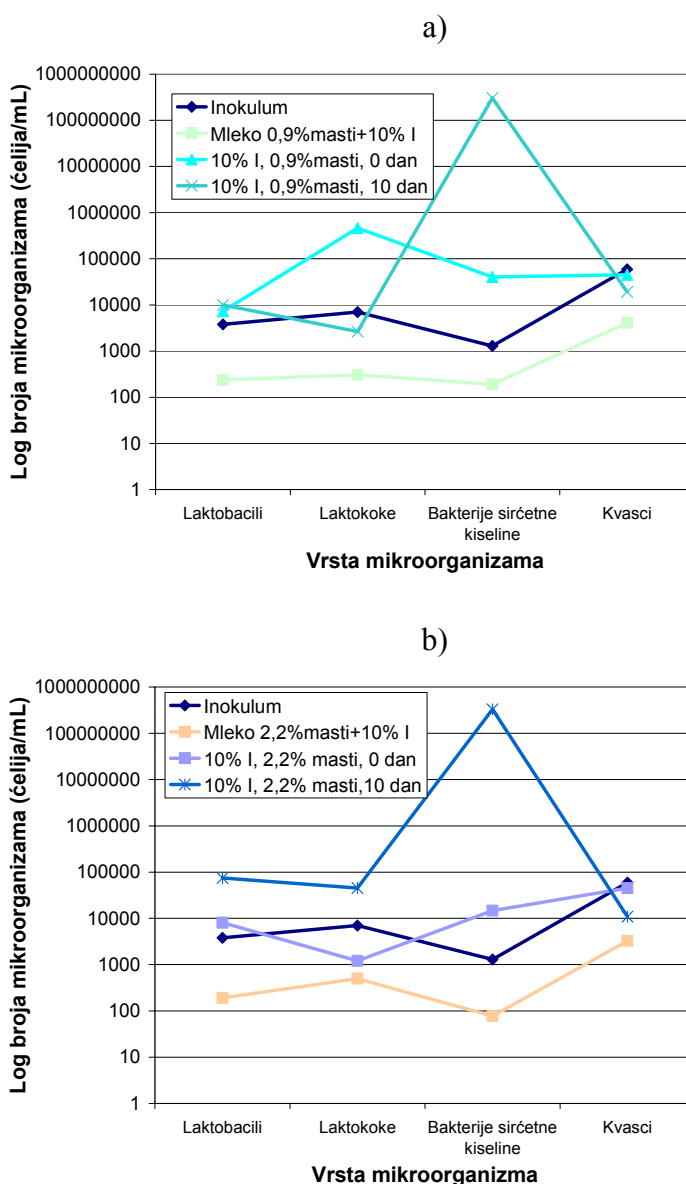 a)
1000000000
100000000
10000000
1000000
100000
10000
1000
100
10
1
Log broja mikroorganizama (ćelija/mL)
Inokulum
Mleko 0,9%masti+10% I
10% I, 0,9%masti, 0 dan
10% I, 0,9%masti, 10 dan
Laktobacili
Laktokoke
Bakterije sirćetne
kiseline
Kvasci
Vrsta mikroorganizama
b)
1000000000
100000000
10000000
1000000
100000
10000
1000
100
10
1
Log broja mikroorganizama (ćelija/mL)
Inokulum
Mleko 2,2%masti+10% I
10% I, 2,2% masti, 0 dan
10% I, 2,2% masti,10 dan
Laktobacili
Laktokoke
Bakterije sirćetne
kiseline
Kvasci
Vrsta mikroorganizma